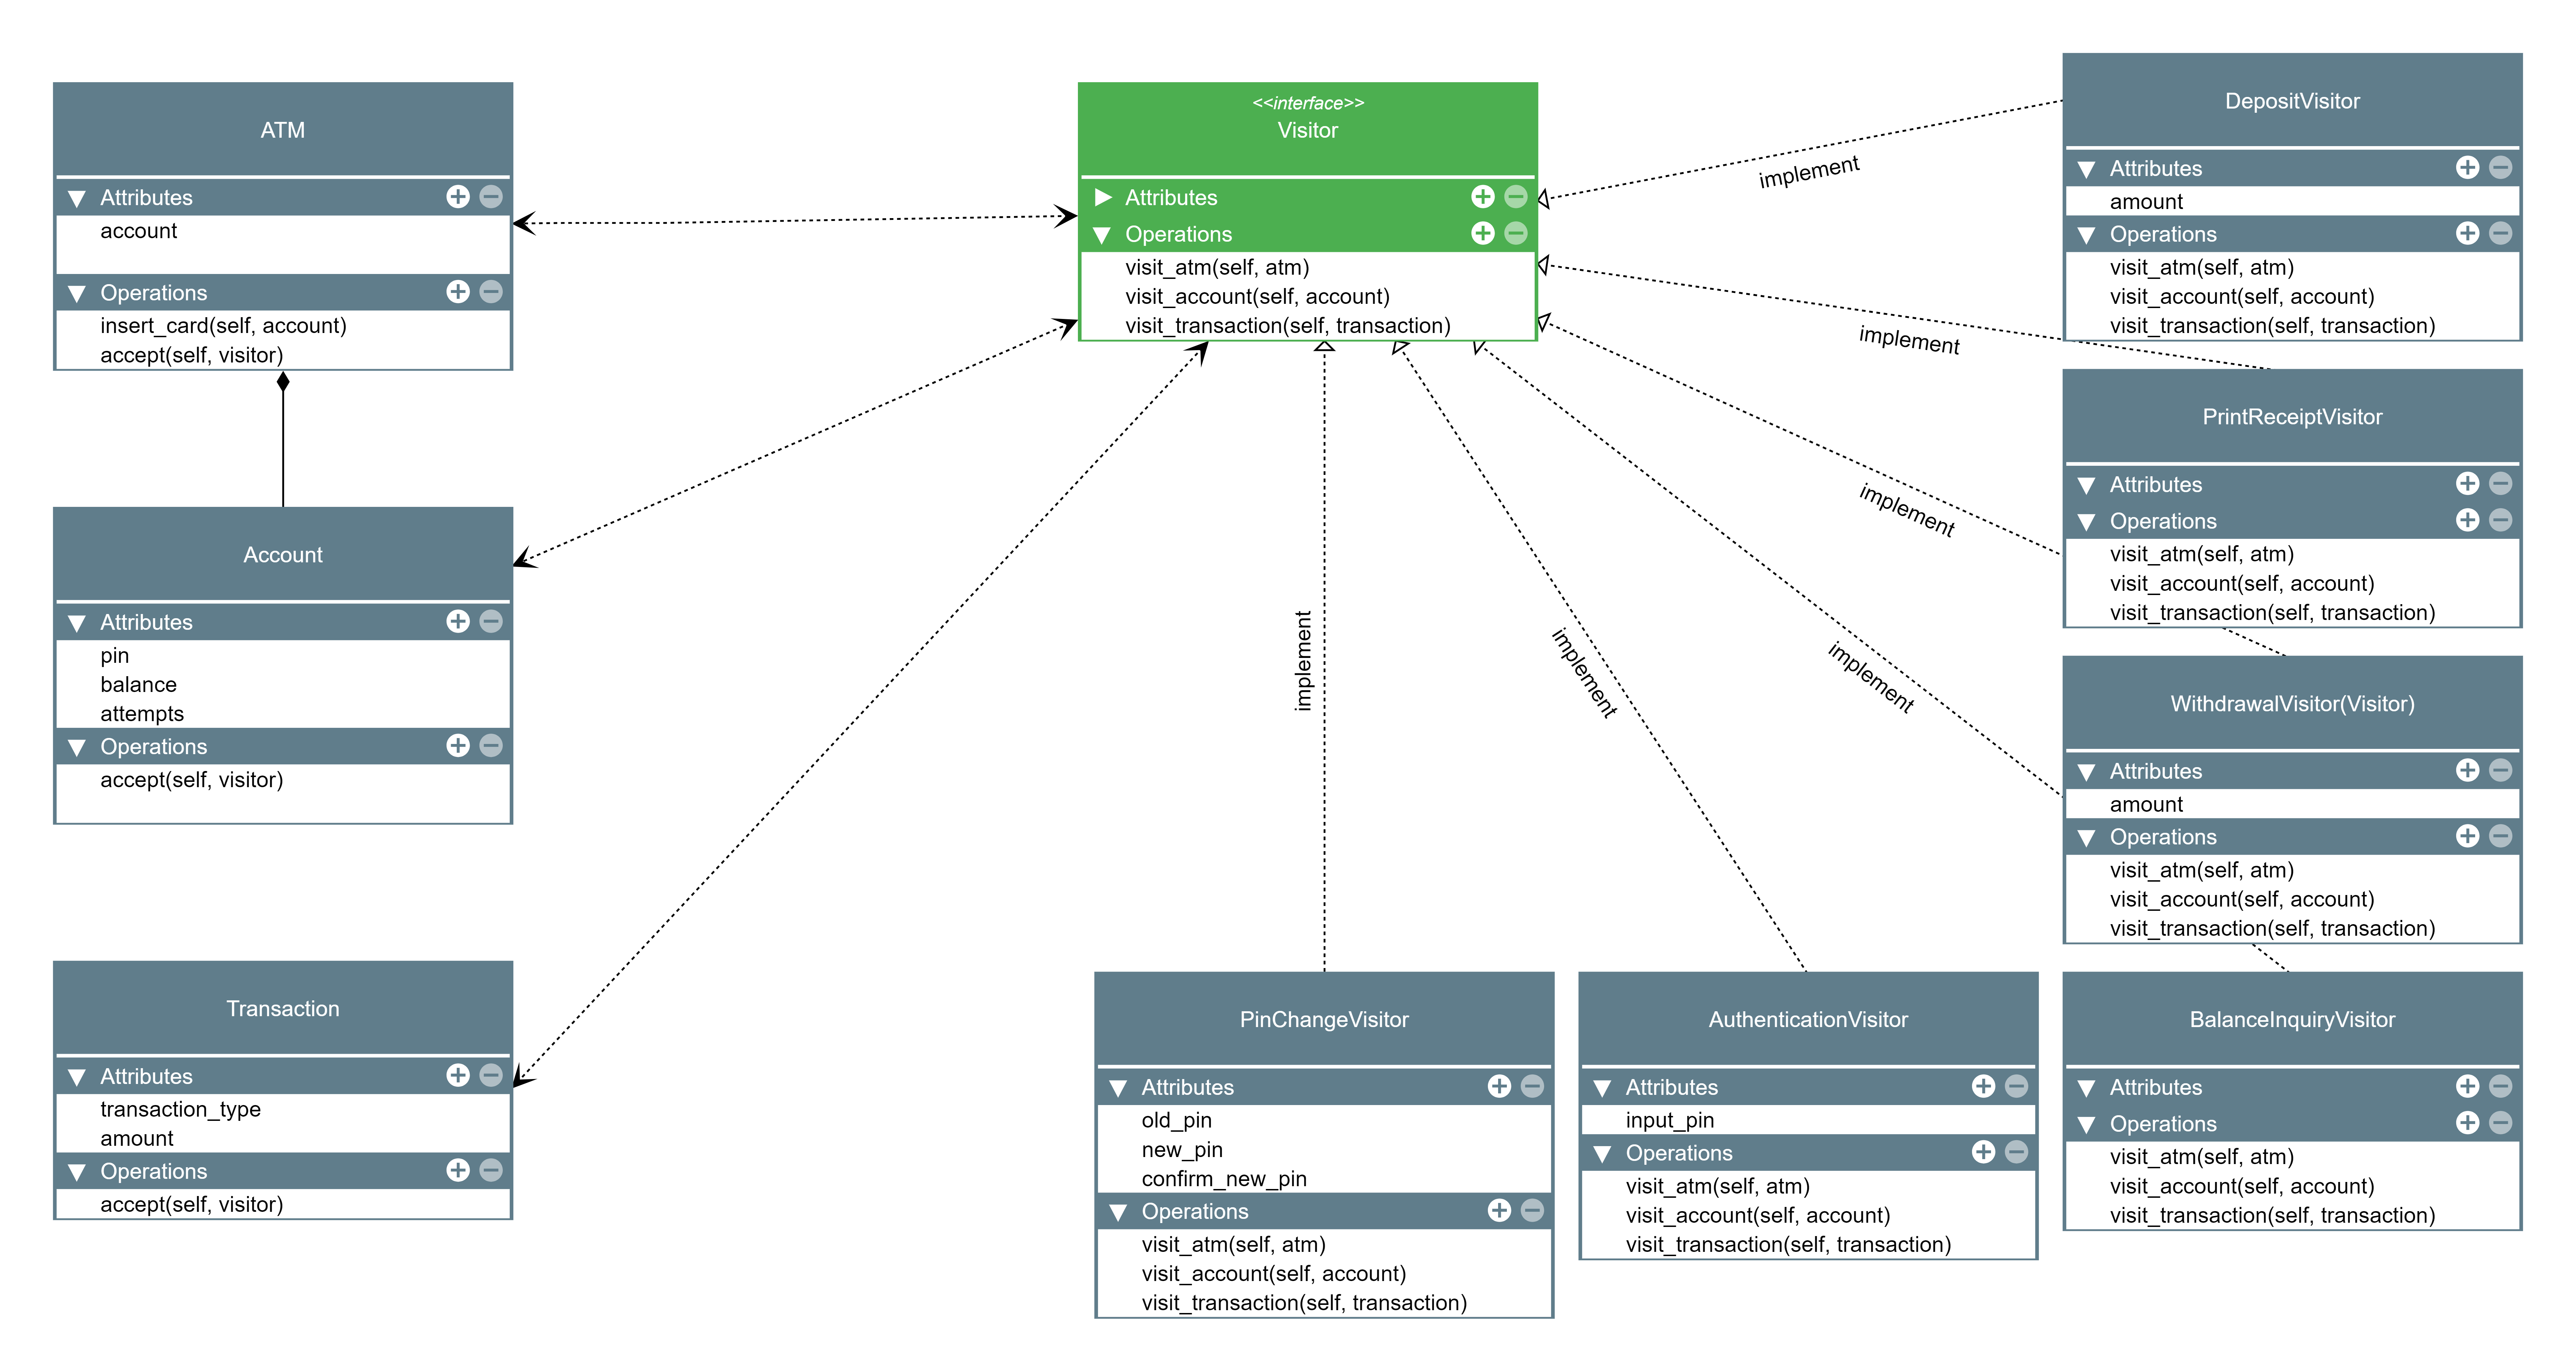 ATM
Attributes
account
Operations
insert_card(self, account)
accept(self, visitor)
Account
Attributes
pin
balance
attempts
Operations
accept(self, visitor)
Transaction
Attributes
transaction_type
amount
Operations
accept(self, visitor)
<<interface>>
Visitor
Attributes
Operations
visit_atm(self, atm)
visit_account(self, account)
visit_transaction(self, transaction)
implement
implement
implement
implement
implement
implement
PinChangeVisitor
Attributes
old_pin
new_pin
confirm_new_pin
Operations
visit_atm(self, atm)
visit_account(self, account)
visit_transaction(self, transaction)
AuthenticationVisitor
Attributes
input_pin
Operations
visit_atm(self, atm)
visit_account(self, account)
visit_transaction(self, transaction)
DepositVisitor
Attributes
amount
Operations
visit_atm(self, atm)
visit_account(self, account)
visit_transaction(self, transaction)
PrintReceiptVisitor
Attributes
Operations
visit_atm(self, atm)
visit_account(self, account)
visit_transaction(self, transaction)
WithdrawalVisitor(Visitor)
Attributes
amount
Operations
visit_atm(self, atm)
visit_account(self, account)
visit_transaction(self, transaction)
BalanceInquiryVisitor
Attributes
Operations
visit_atm(self, atm)
visit_account(self, account)
visit_transaction(self, transaction)